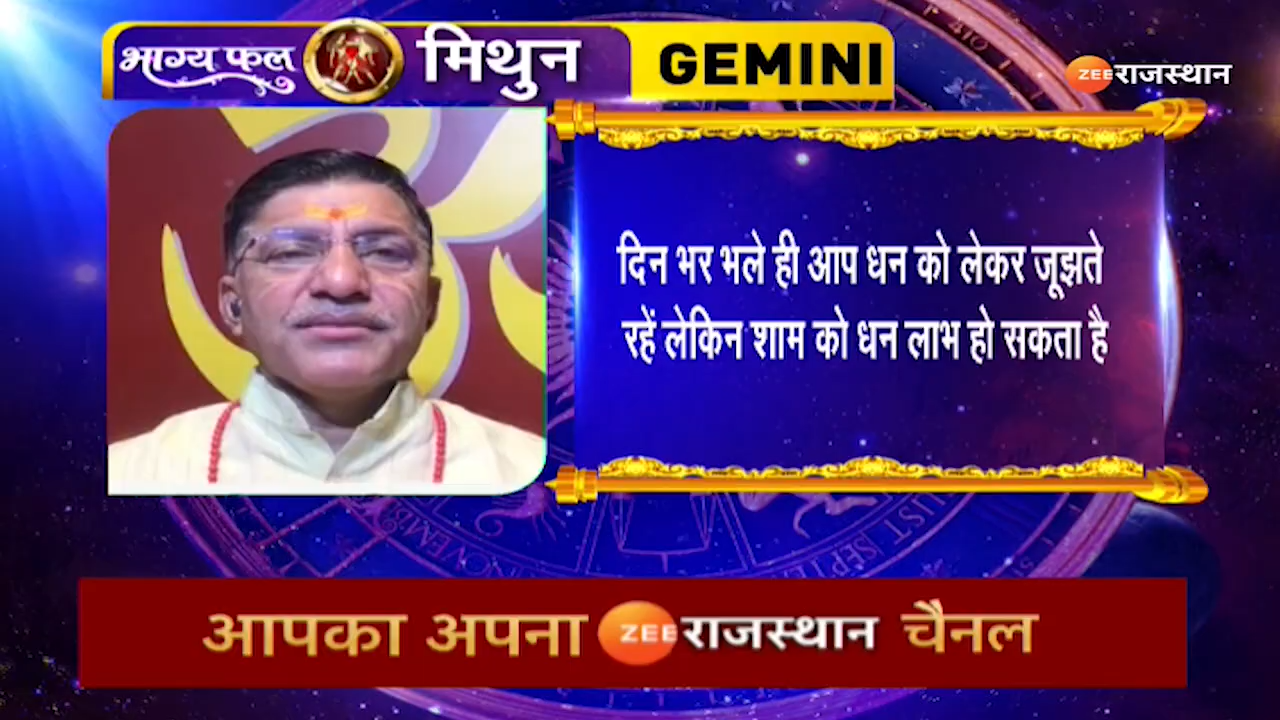 भाग्य फल मिथुन GEMINI
ZEE राजस्थान
दिन भर भले ही आप धन को लेकर जूझते
रहें लेकिन शाम को धन लाभ हो सकता है
आपका अपना ZEE राजस्थान चैनल